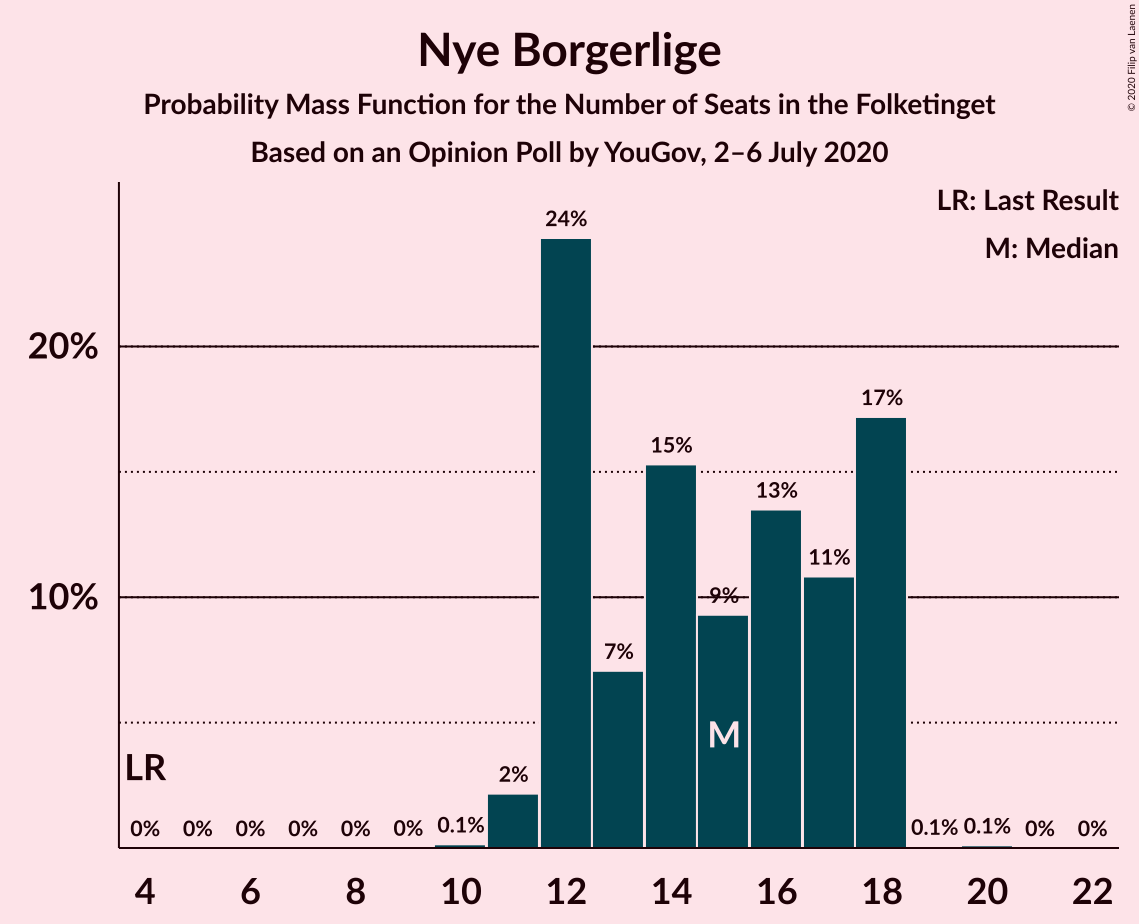 Nye Borgerlige
Probability Mass Function for the Number of Seats in the Folketinget
Based on an Opinion Poll by YouGov, 2–6 July 2020
© 2020 Filip van Laenen
LR: Last Result
M: Median
24%
20%
17%
15%
13%
11%
10%
9%
7%
M
LR
2%
0% 0% 0% 0% 0% 0% 0.1% 0.1% 0.1% 0% 0%
4 6 8 10 12 14 16 18 20 22